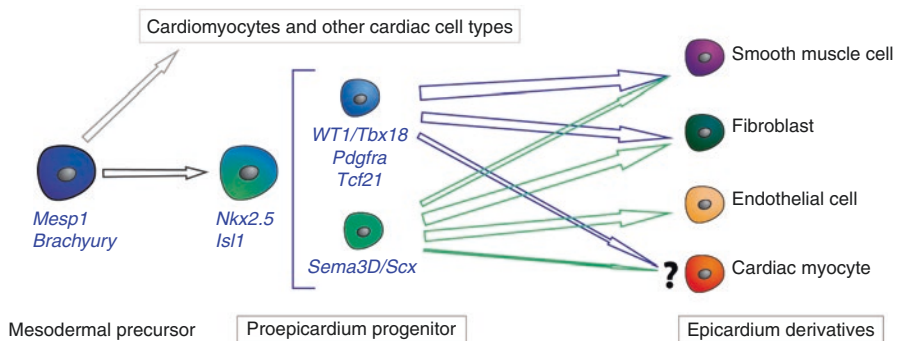 Cardiomyocytes and other cardiac cell types
Smooth muscle cell
WT1/Tbx18
Pdgfra
Tcf21
Fibroblast
Mesp1
Brachyury
Nkx2.5
Isl1
Endothelial cell
Sema3D/Scx
?
Cardiac myocyte
Mesodermal precursor
Proepicardium progenitor
Epicardium derivatives